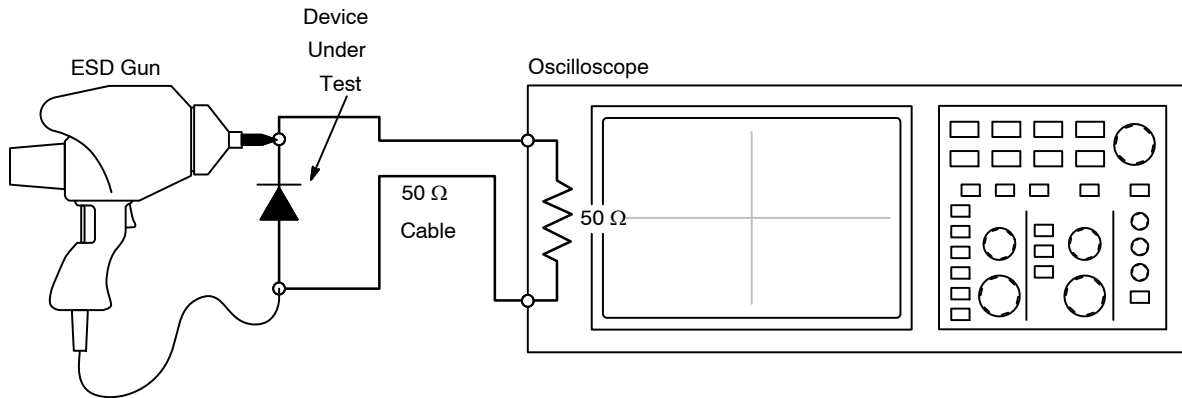 Device
Under
Test
ESD Gun
Oscilloscope
50 Ω
Cable
50 Ω